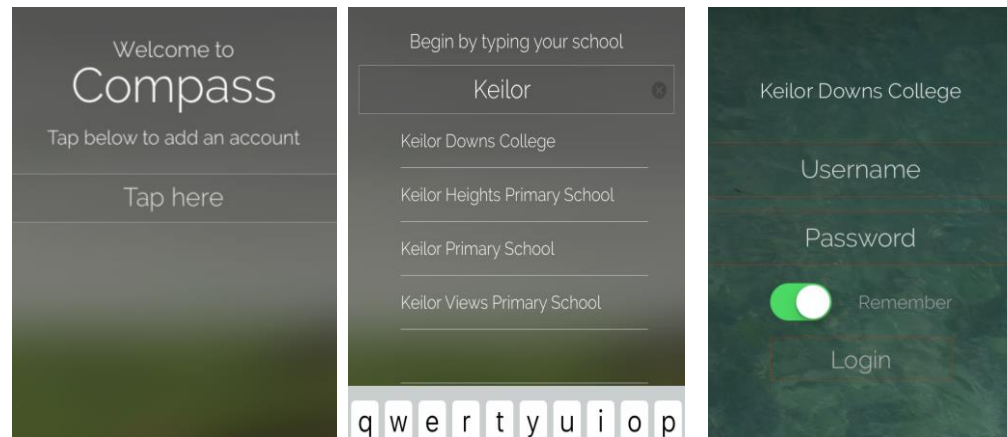 Welcome to
Compass
Tap below to add an account
Tap here
Begin by typing your school
Keilor
Keilor Downs College
Keilor Heights Primary School
Keilor Primary School
Keilor Views Primary School
q w e r t y u i o p
Keilor Downs College
Username
Password
Remember
Login